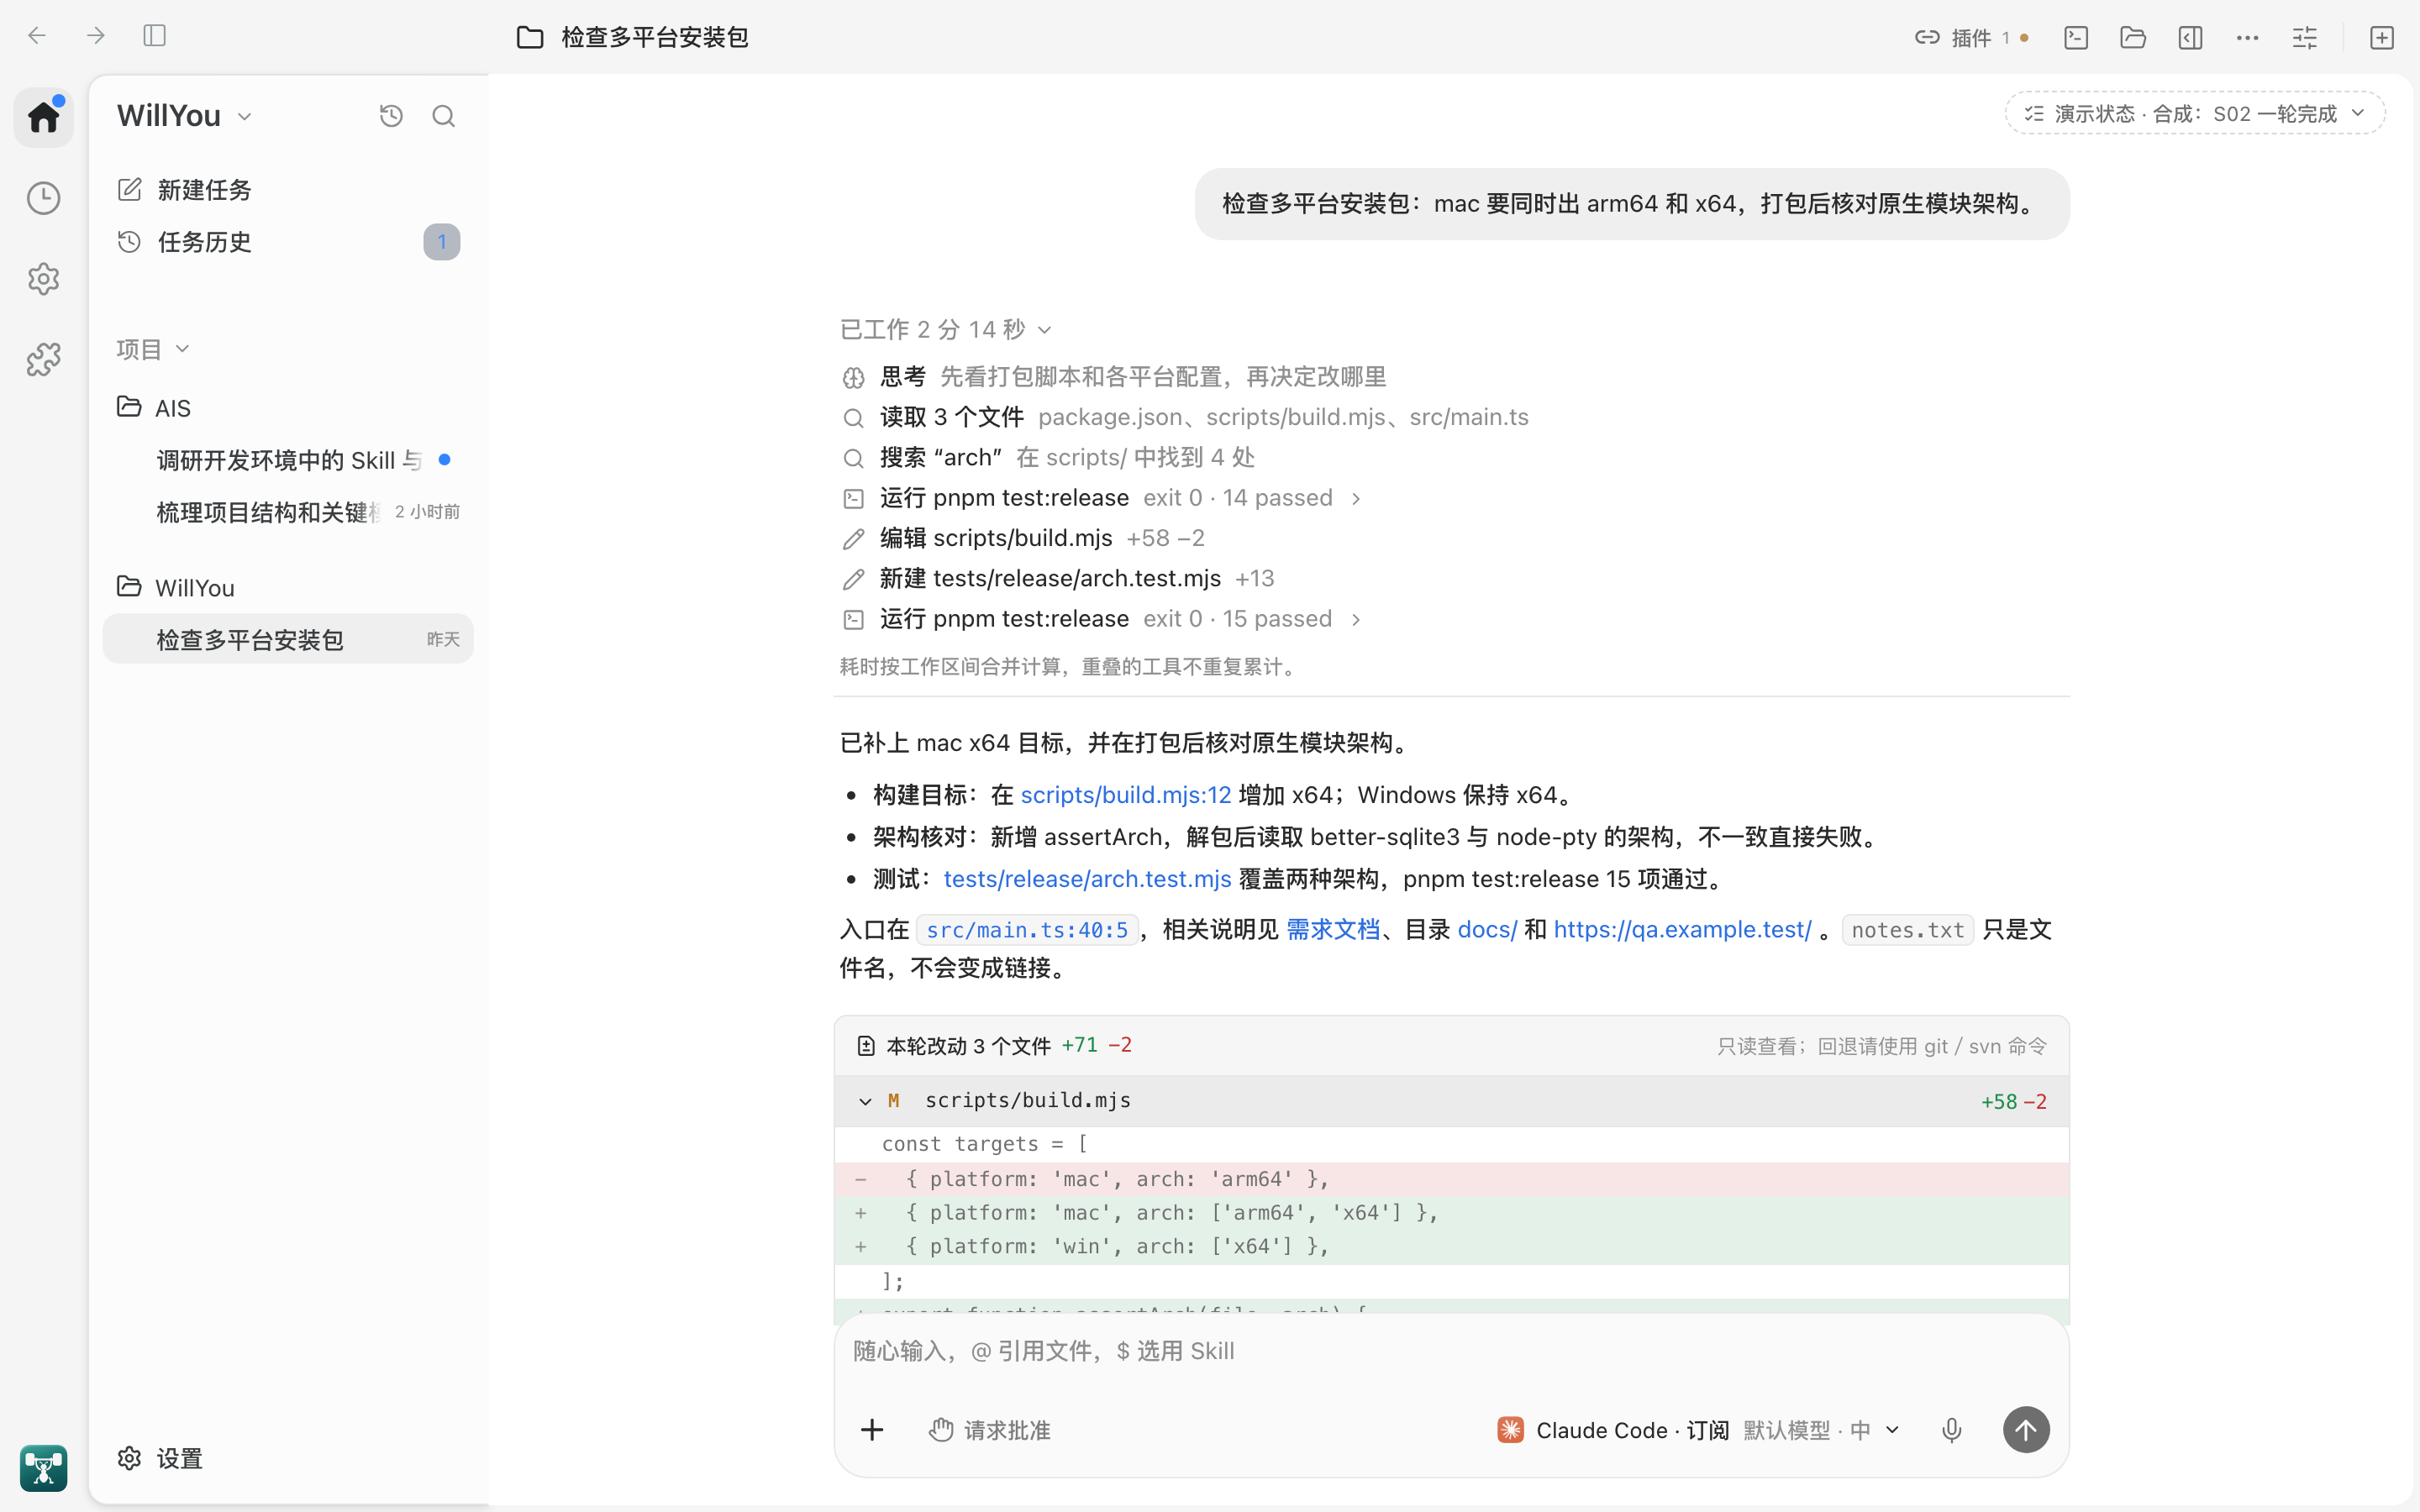 检查多平台安装包
插件 1
WillYou
新建任务
任务历史 1
项目
AIS
调研开发环境中的 Skill 与
梳理项目结构和关键 2 小时前
WillYou
检查多平台安装包 昨天
设置
演示状态 · 合成：S02 一轮完成
检查多平台安装包：mac 要同时出 arm64 和 x64，打包后核对原生模块架构。
已工作 2 分 14 秒
思考 先看打包脚本和各平台配置，再决定改哪里
读取 3 个文件 package.json、scripts/build.mjs、src/main.ts
搜索 “arch” 在 scripts/ 中找到 4 处
运行 pnpm test:release exit 0 · 14 passed
编辑 scripts/build.mjs +58 −2
新建 tests/release/arch.test.mjs +13
运行 pnpm test:release exit 0 · 15 passed
耗时按工作区间合并计算，重叠的工具不重复累计。
已补上 mac x64 目标，并在打包后核对原生模块架构。
• 构建目标：在 scripts/build.mjs:12 增加 x64；Windows 保持 x64。
• 架构核对：新增 assertArch，解包后读取 better-sqlite3 与 node-pty 的架构，不一致直接失败。
• 测试：tests/release/arch.test.mjs 覆盖两种架构，pnpm test:release 15 项通过。
入口在 src/main.ts:40:5，相关说明见 需求文档、目录 docs/ 和 https://qa.example.test/ 。notes.txt 只是文
件名，不会变成链接。
本轮改动 3 个文件 +71 −2 只读查看；回退请使用 git / svn 命令
M scripts/build.mjs +58 −2
const targets = [
− { platform: 'mac', arch: 'arm64' },
+ { platform: 'mac', arch: ['arm64', 'x64'] },
+ { platform: 'win', arch: ['x64'] },
];
+ export function assertArch(file, arch) {
随心输入，@ 引用文件，$ 选用 Skill
请求批准
Claude Code · 订阅 默认模型 · 中